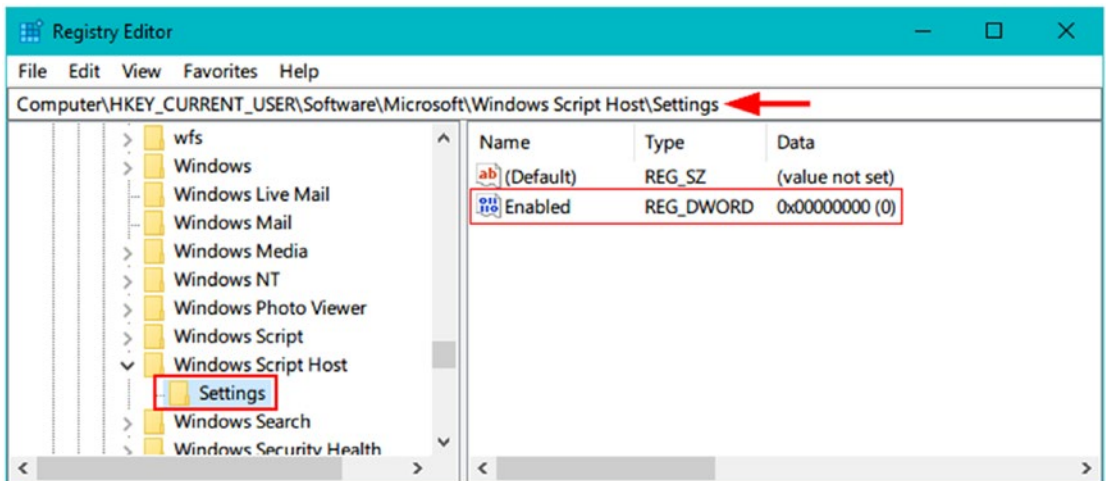 Registry Editor
File Edit View Favorites Help
Computer\HKEY_CURRENT_USER\Software\Microsoft\Windows Script Host\Settings
wfs
Windows
Windows Live Mail
Windows Mail
Windows Media
Windows NT
Windows Photo Viewer
Windows Script
Windows Script Host
Settings
Windows Search
Windows Security Health
Name Type Data
ab (Default) REG_SZ (value not set)
Enabled REG_DWORD 0x00000000 (0)